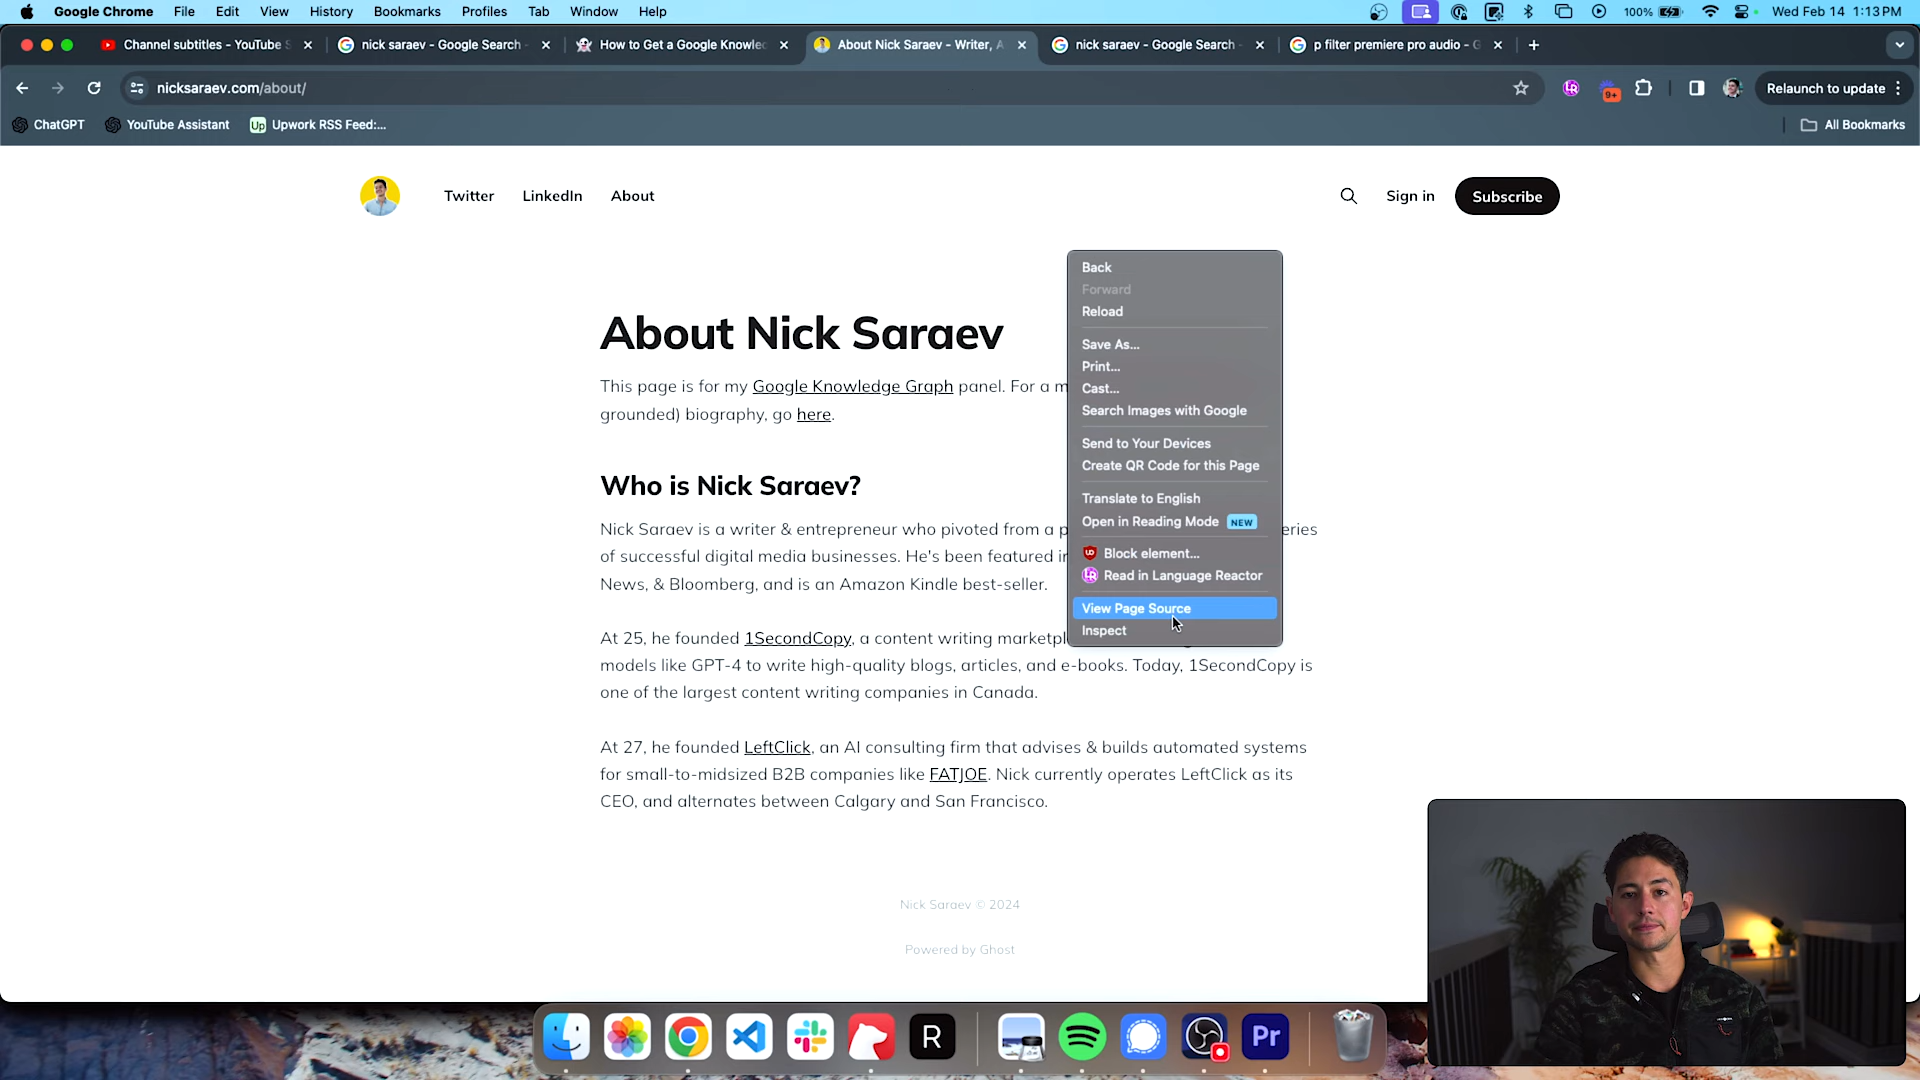 Google Chrome File Edit View History Bookmarks Profiles Tab Window Help 100% Wed Feb 14 1:13 PM
Channel subtitles - YouTube S nick saraev - Google Search - How to Get a Google Knowled About Nick Saraev - Writer, A nick saraev - Google Search - p filter premiere pro audio - G
nicksaraev.com/about/ 9+ Relaunch to update
ChatGPT YouTube Assistant Up Upwork RSS Feed:... All Bookmarks
Twitter LinkedIn About Sign in Subscribe
Back
Forward
Reload
Save As...
Print...
Cast...
Search Images with Google
Send to Your Devices
Create QR Code for this Page
Translate to English
Open in Reading Mode NEW
Block element...
LR Read in Language Reactor
View Page Source
Inspect
About Nick Saraev
This page is for my Google Knowledge Graph panel. For a m
grounded) biography, go here.
Who is Nick Saraev?
Nick Saraev is a writer & entrepreneur who pivoted from a p eries
of successful digital media businesses. He's been featured in
News, & Bloomberg, and is an Amazon Kindle best-seller.
At 25, he founded 1SecondCopy, a content writing marketpl
models like GPT-4 to write high-quality blogs, articles, and e-books. Today, 1SecondCopy is
one of the largest content writing companies in Canada.
At 27, he founded LeftClick, an AI consulting firm that advises & builds automated systems
for small-to-midsized B2B companies like FATJOE. Nick currently operates LeftClick as its
CEO, and alternates between Calgary and San Francisco.
Nick Saraev © 2024
Powered by Ghost
R Pr